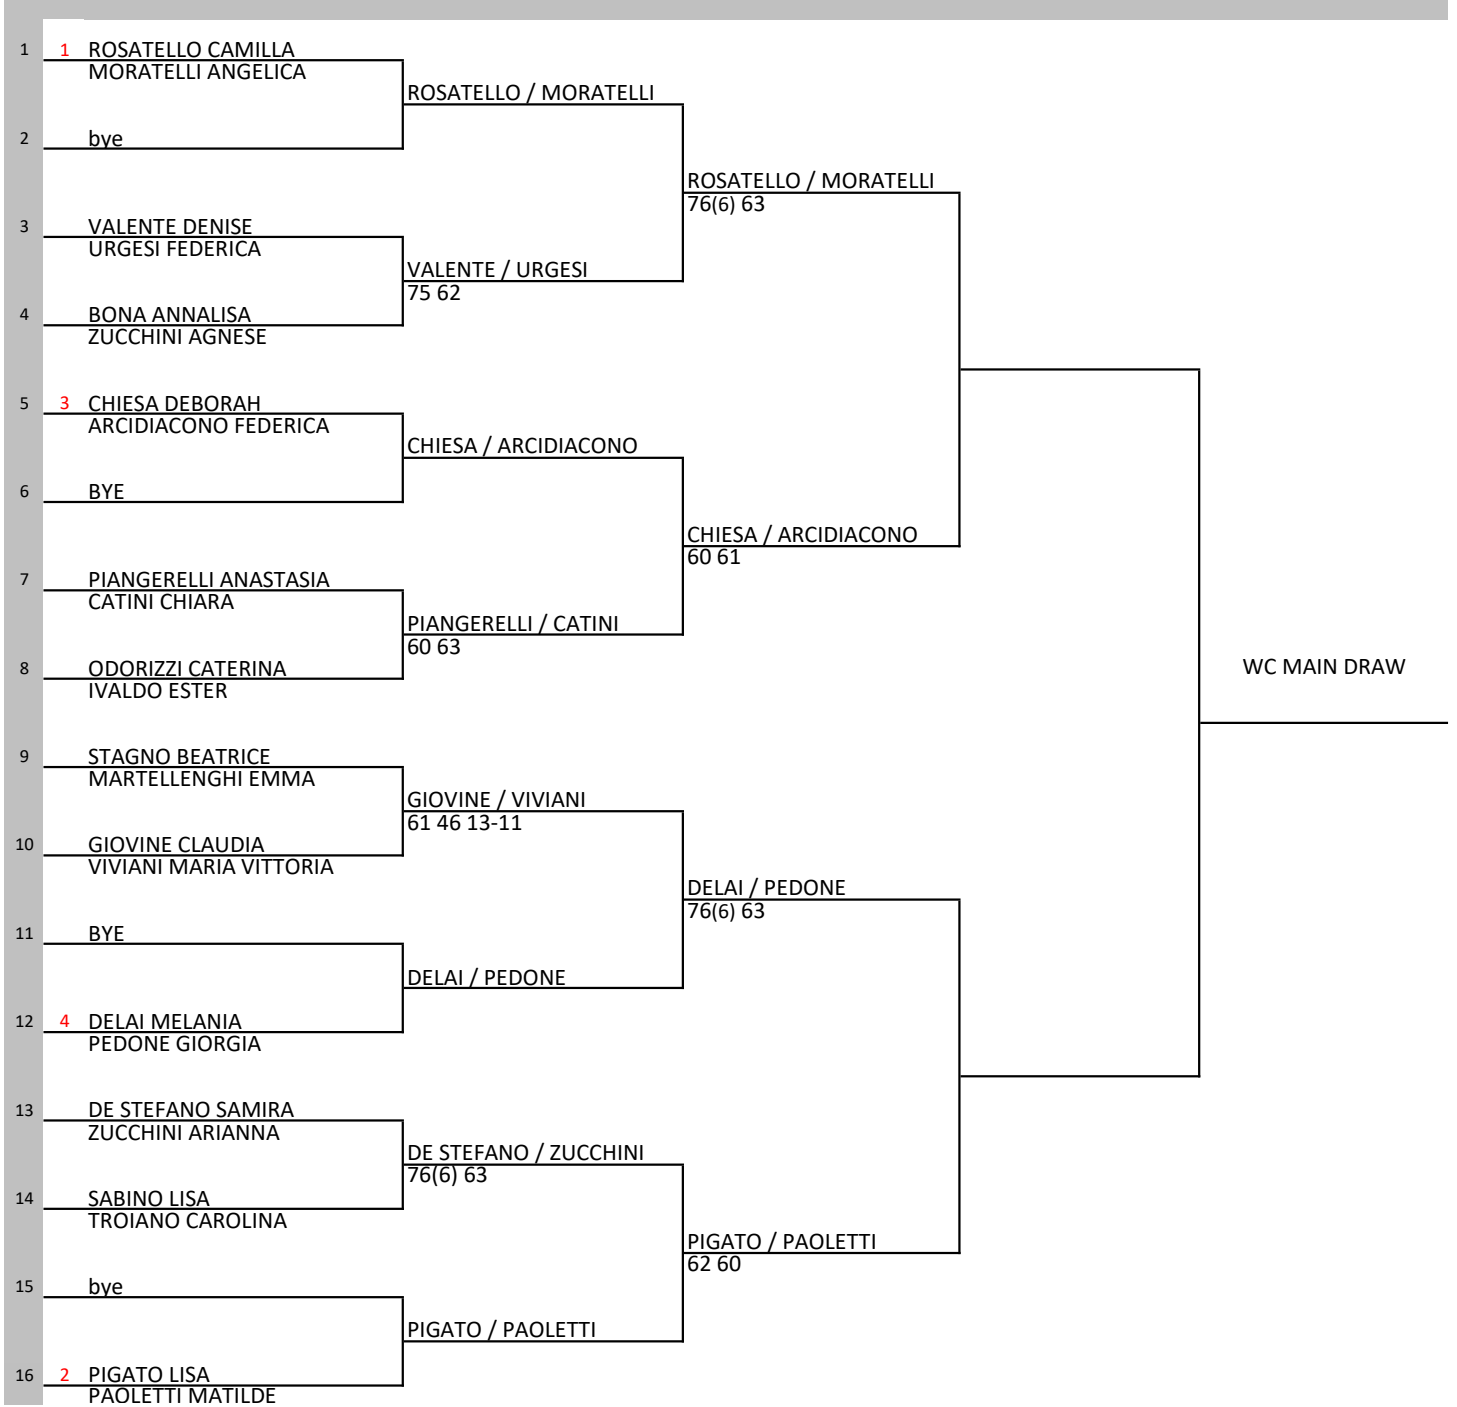 1 1 ROSATELLO CAMILLA
MORATELLI ANGELICA
ROSATELLO / MORATELLI
2 bye
ROSATELLO / MORATELLI
76(6) 63
3 VALENTE DENISE
URGESI FEDERICA
VALENTE / URGESI
75 62
4 BONA ANNALISA
ZUCCHINI AGNESE
5 3 CHIESA DEBORAH
ARCIDIACONO FEDERICA
CHIESA / ARCIDIACONO
6 BYE
CHIESA / ARCIDIACONO
60 61
7 PIANGERELLI ANASTASIA
CATINI CHIARA
PIANGERELLI / CATINI
60 63
8 ODORIZZI CATERINA
IVALDO ESTER
WC MAIN DRAW
9 STAGNO BEATRICE
MARTELLENGHI EMMA
GIOVINE / VIVIANI
61 46 13-11
10 GIOVINE CLAUDIA
VIVIANI MARIA VITTORIA
DELAI / PEDONE
76(6) 63
11 BYE
DELAI / PEDONE
12 4 DELAI MELANIA
PEDONE GIORGIA
13 DE STEFANO SAMIRA
ZUCCHINI ARIANNA
DE STEFANO / ZUCCHINI
76(6) 63
14 SABINO LISA
TROIANO CAROLINA
PIGATO / PAOLETTI
62 60
15 bye
PIGATO / PAOLETTI
16 2 PIGATO LISA
PAOLETTI MATILDE